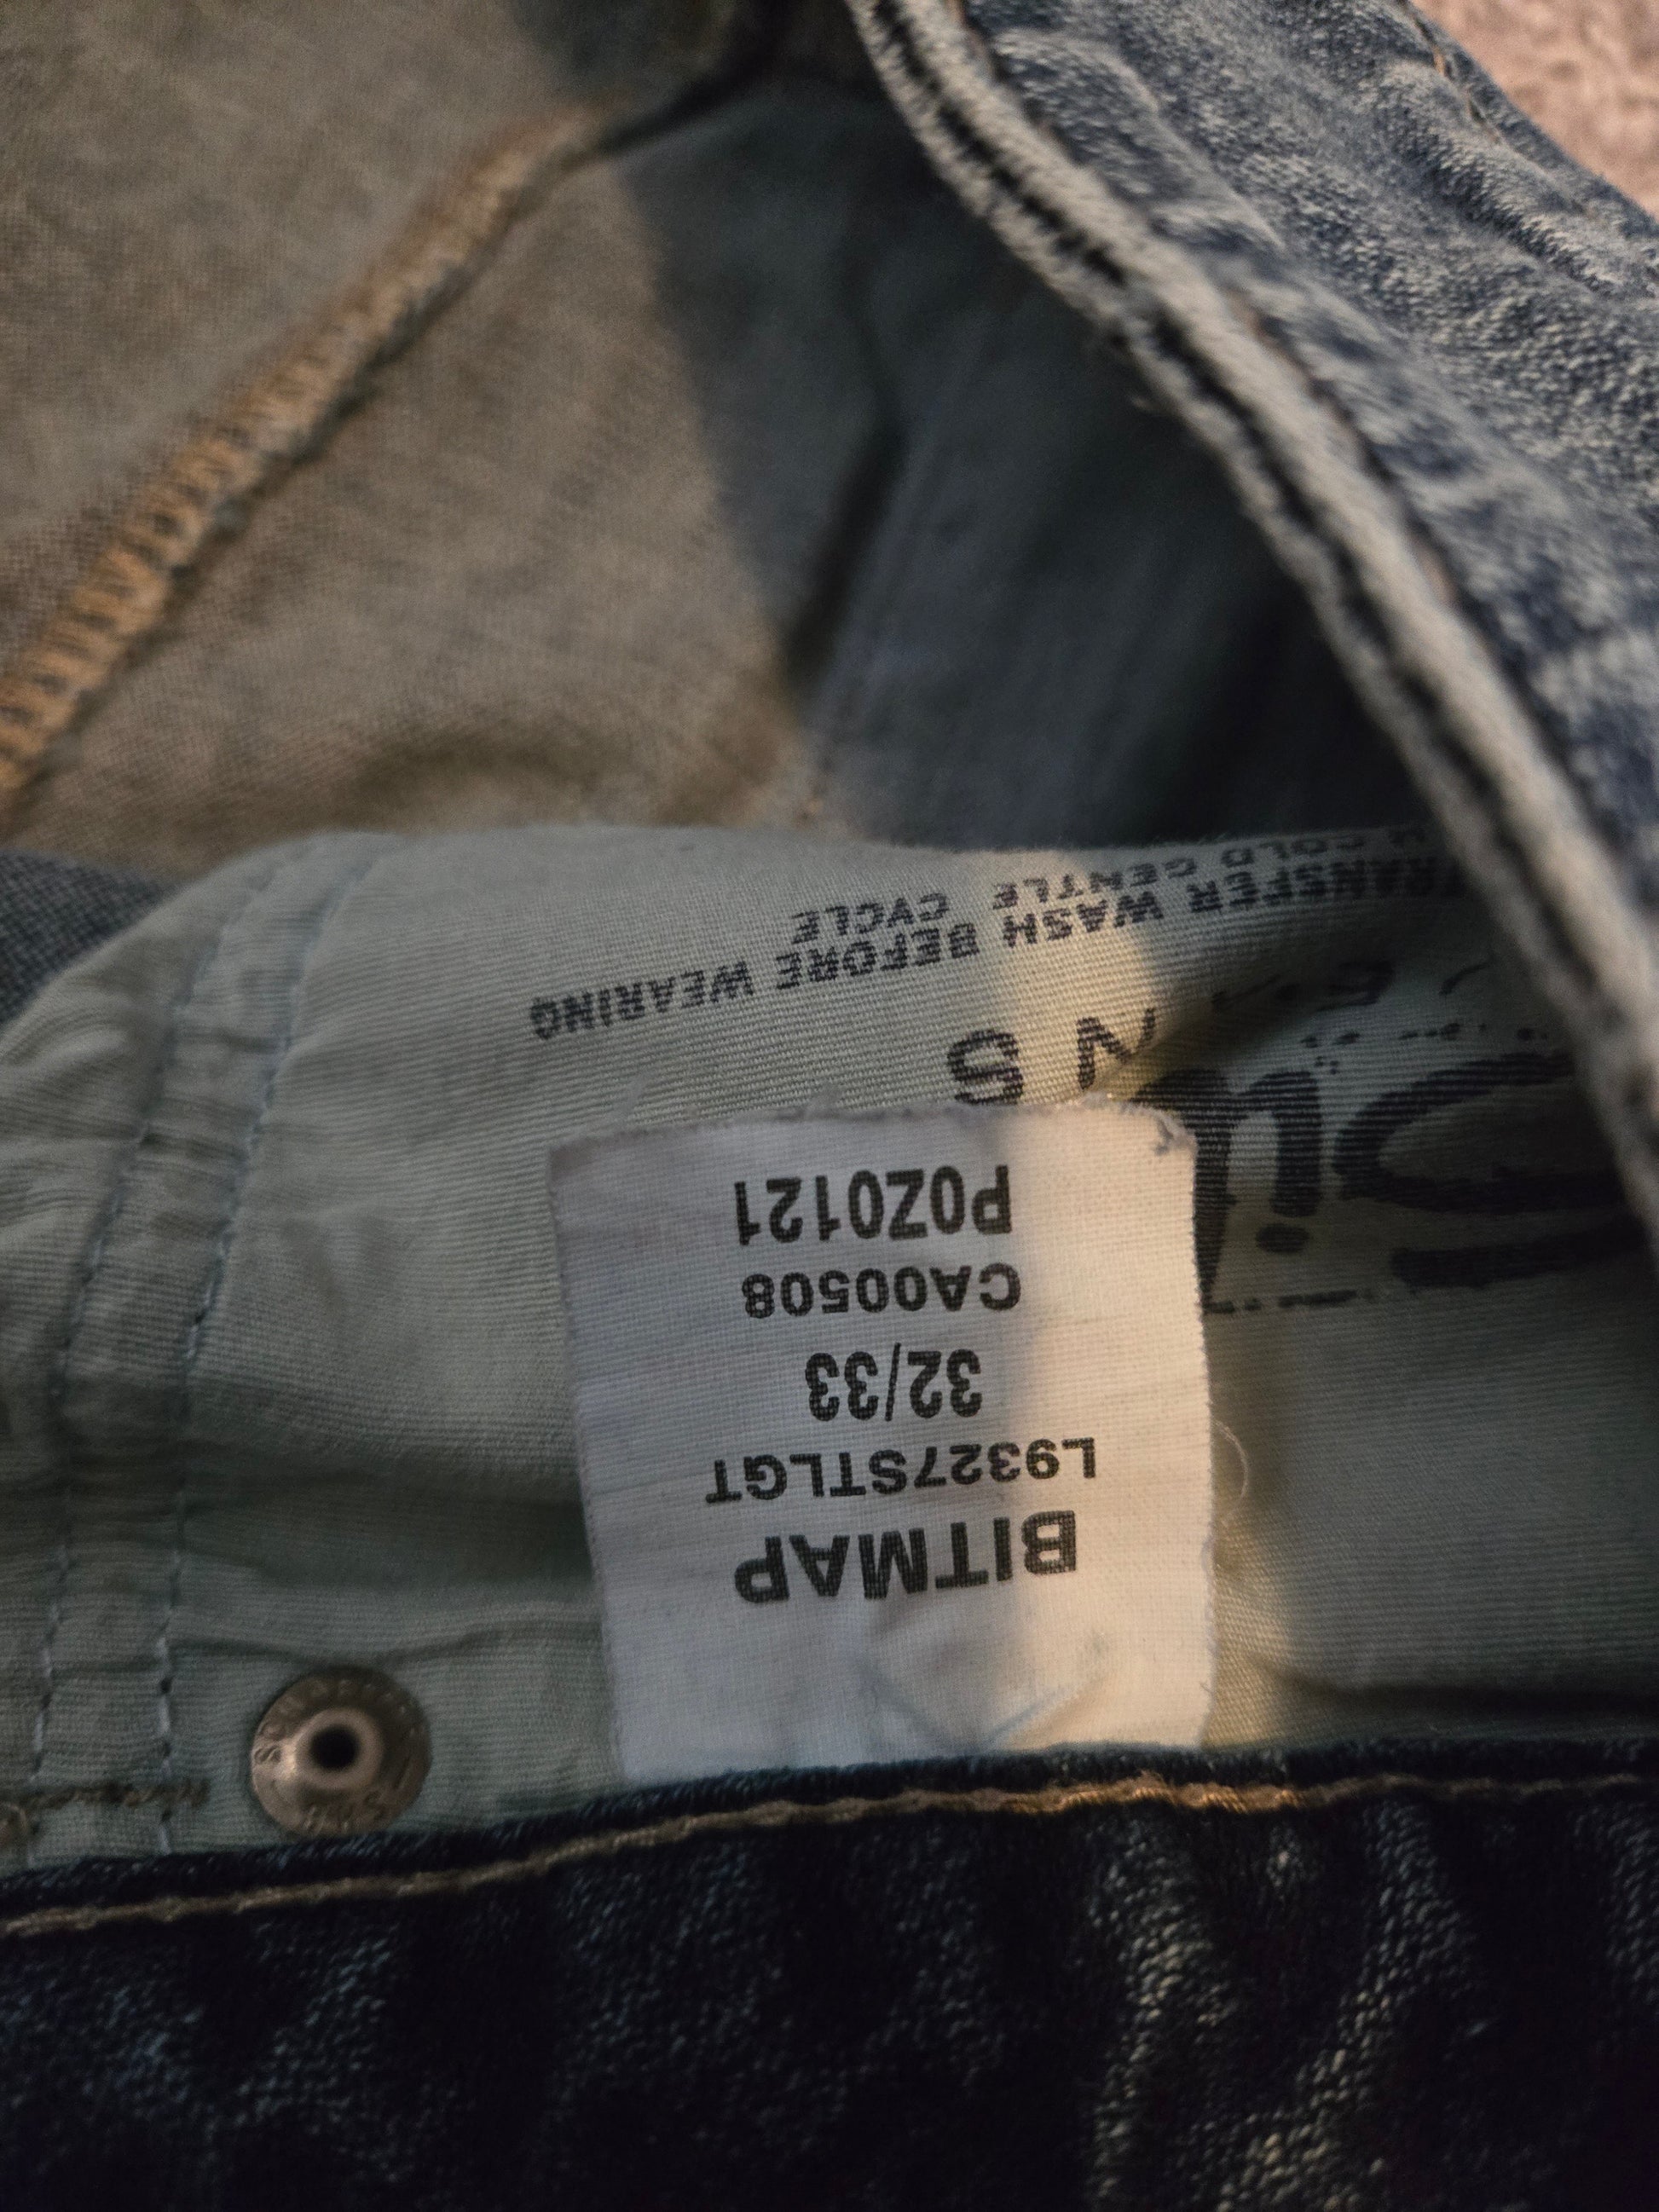 BITMAP
L9327STLGT
32/33
CA00508
P0Z0121
N S
TRANSFER WASH BEFORE WEARING
COLD GENTLE CYCLE